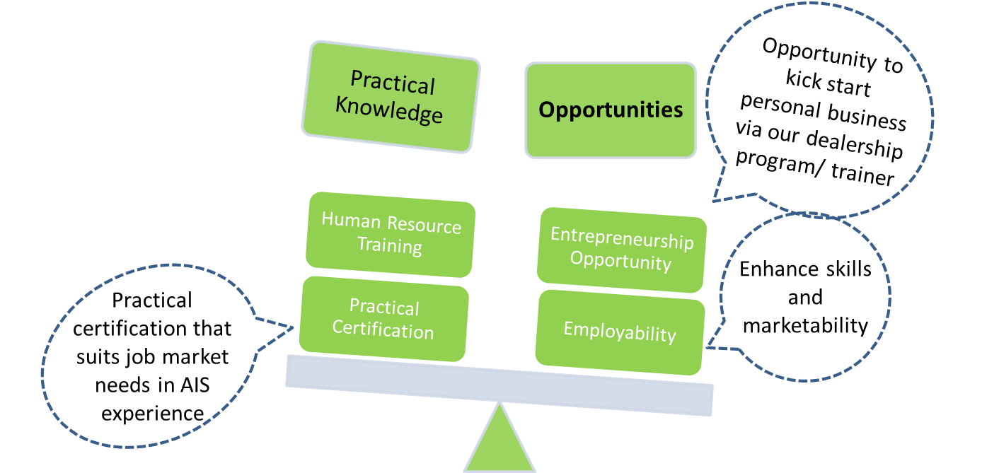 Practical
Knowledge
Opportunities
Opportunity to
kick start
personal business
via our dealership
program/ trainer
Human Resource
Training
Entrepreneurship
Opportunity
Practical
Certification
Employability
Enhance skills
and
marketability
Practical
certification that
suits job market
needs in AIS
experience